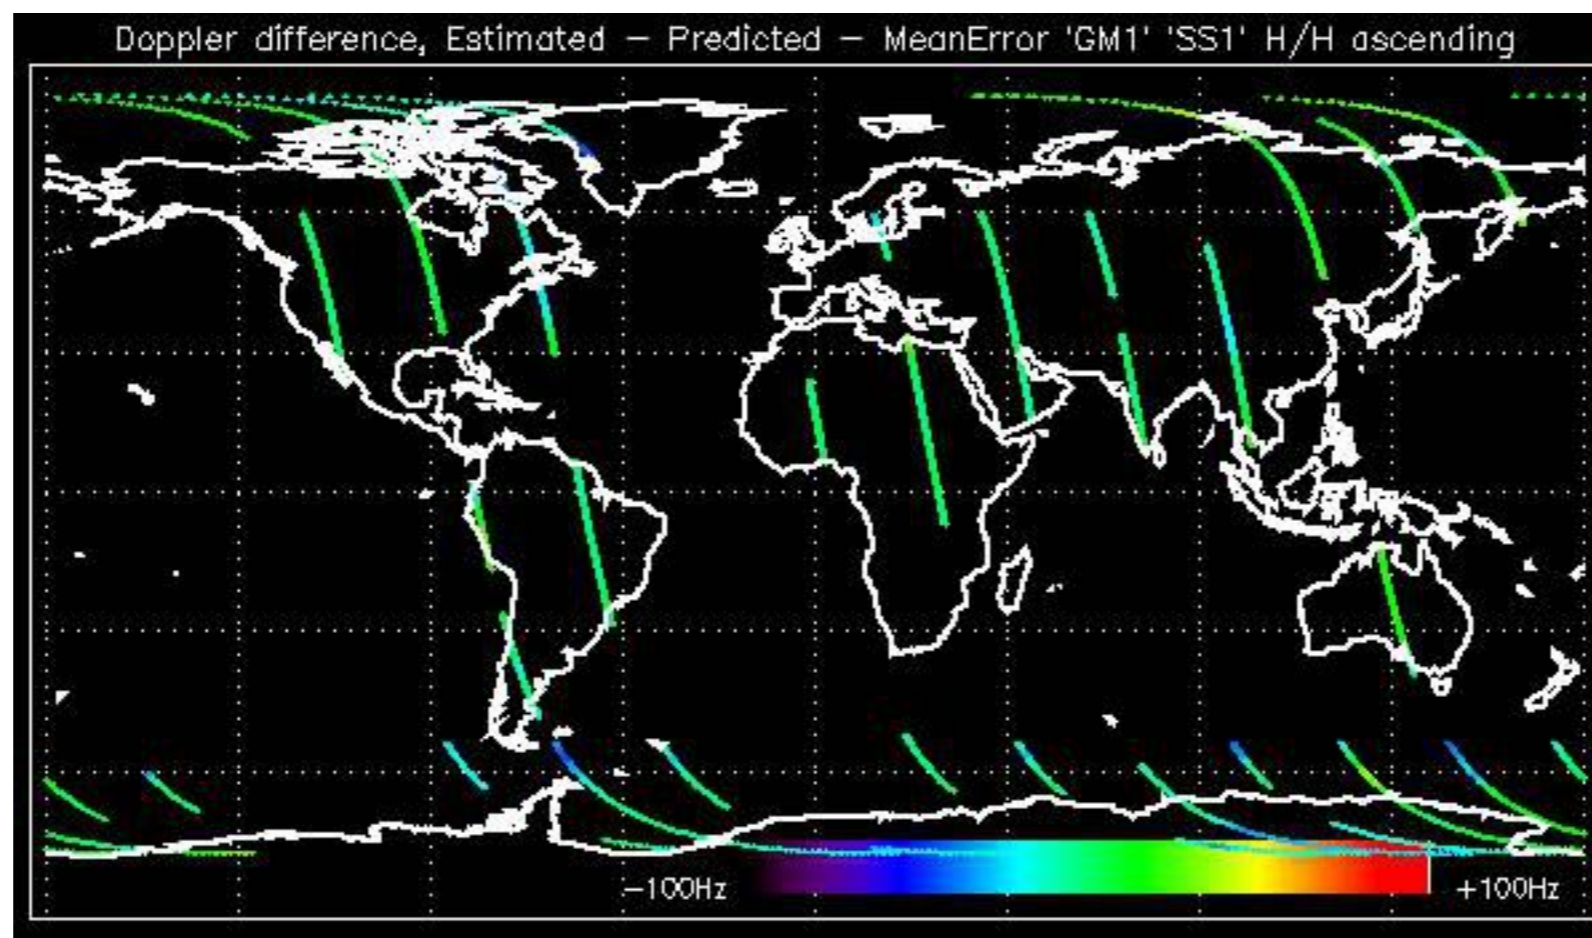 Doppler difference, Estimated – Predicted – MeanError 'GM1' 'SS1' H/H ascending
−100Hz
+100Hz